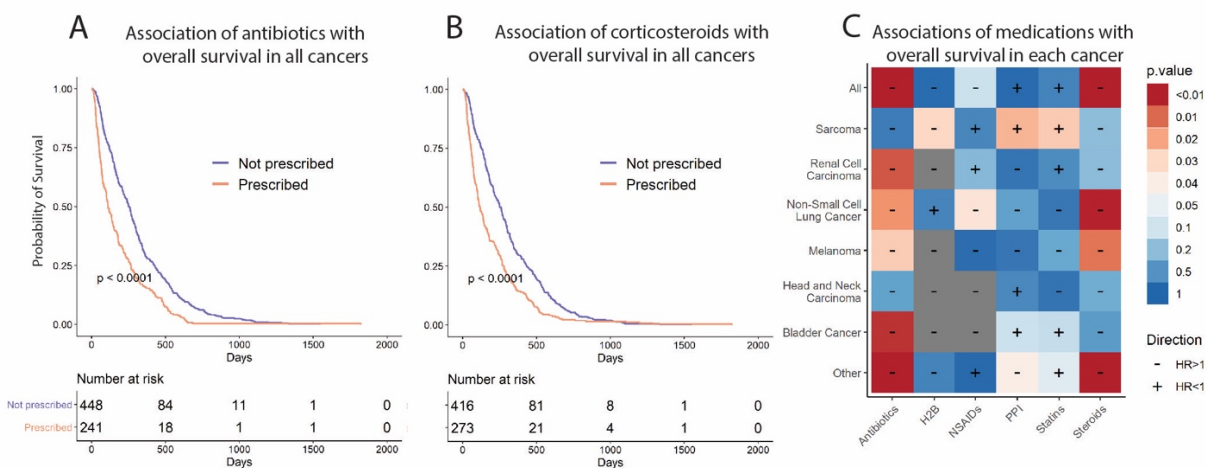 A
Association of antibiotics with
overall survival in all cancers
Probability of Survival
1.00
0.75
0.50
0.25
0.00
Not prescribed
Prescribed
p < 0.0001
0 500 1000 1500 2000
Days
Number at risk
Not prescribed 448 84 11 1 0
Prescribed 241 18 1 1 0
0 500 1000 1500 2000
Days
B
Association of corticosteroids with
overall survival in all cancers
1.00
0.75
0.50
0.25
0.00
Not prescribed
Prescribed
p < 0.0001
0 500 1000 1500 2000
Days
Number at risk
416 81 8 1 0
273 21 4 1 0
0 500 1000 1500 2000
Days
C
Associations of medications with
overall survival in each cancer
All - - - + + -
Sarcoma - - + + + -
Renal Cell
Carcinoma - - + - + -
Non-Small Cell
Lung Cancer - + - - - -
Melanoma - - - - - -
Head and Neck
Carcinoma - - - + - -
Bladder Cancer - - - + + -
Other - - + - + -
Antibiotics
H2B
NSAIDs
PPI
Statins
Steroids
p.value
<0.01
0.01
0.02
0.03
0.04
0.05
0.1
0.2
0.5
1
Direction
- HR>1
+ HR<1